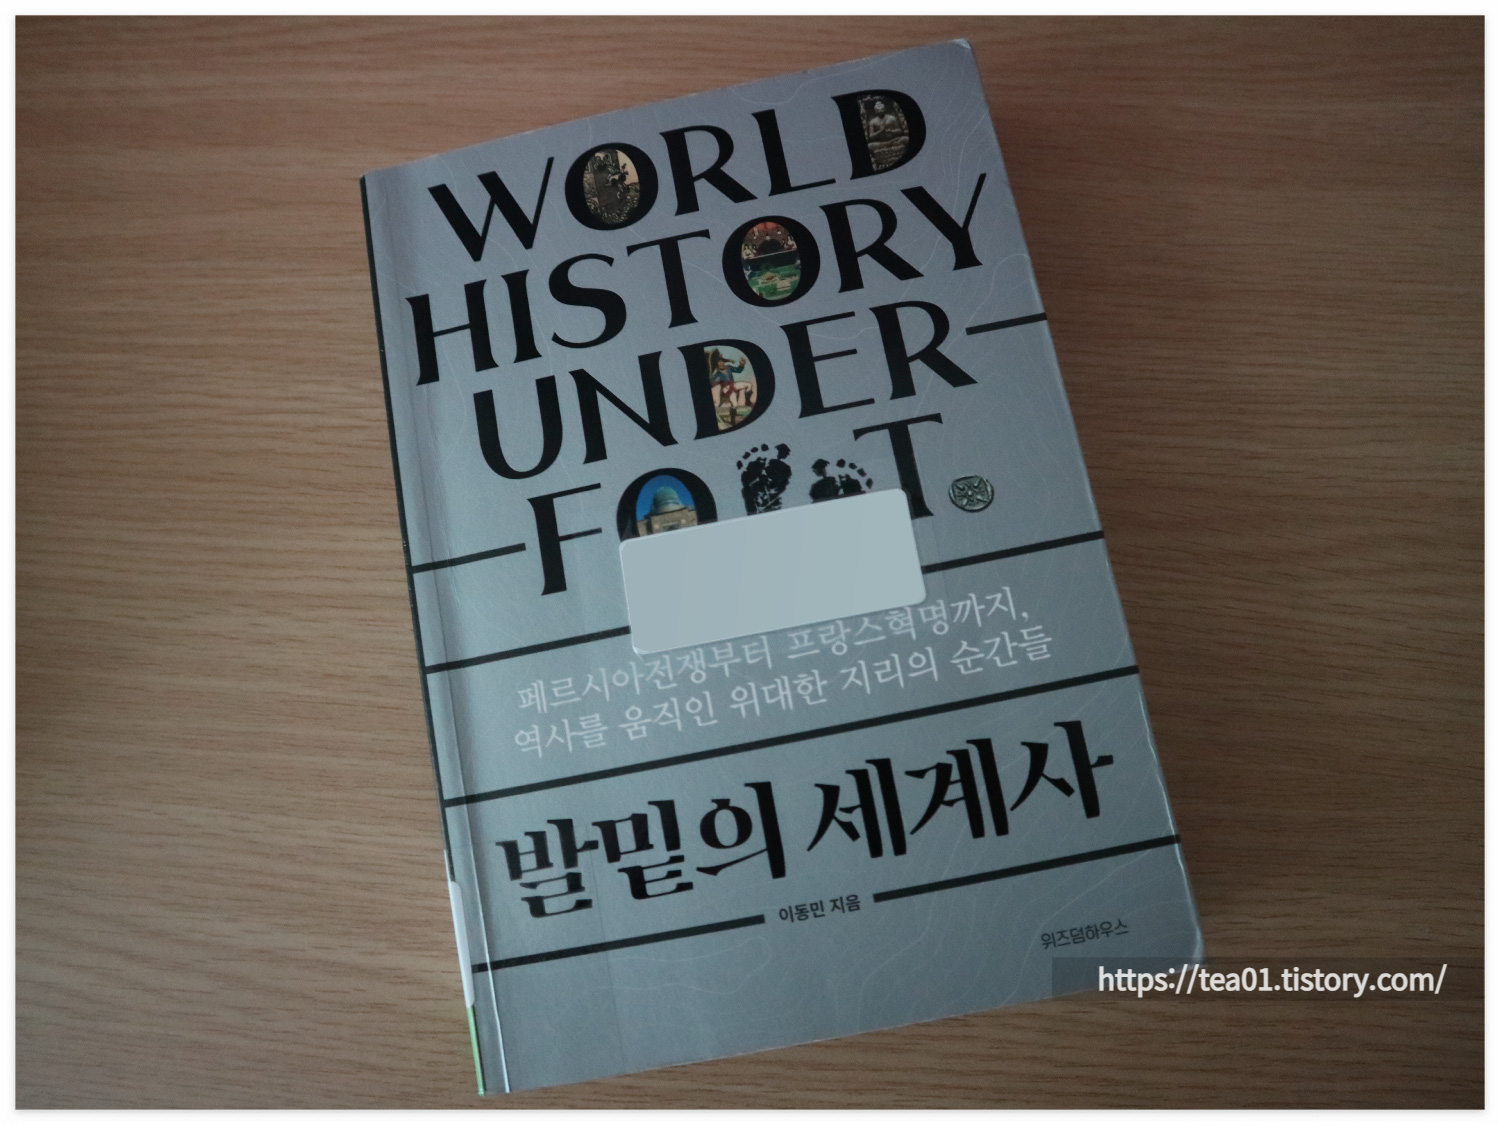 WORLD
HISTORY
UNDER
FOOT.
페르시아전쟁부터 프랑스혁명까지,
역사를 움직인 위대한 지리의 순간들
발밑의 세계사
이동민 지음
위즈덤하우스
https://tea01.tistory.com/